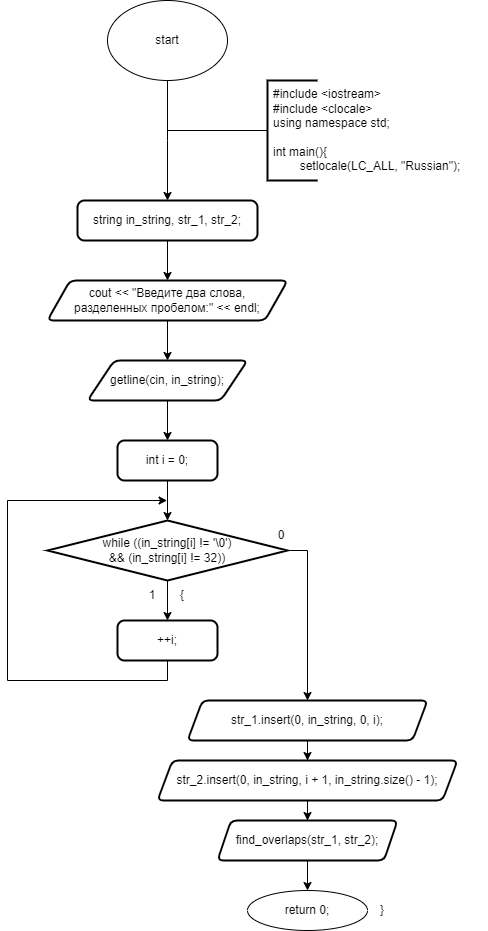 start
#include <iostream>
#include <clocale>
using namespace std;
int main(){
setlocale(LC_ALL, "Russian");
string in_string, str_1, str_2;
cout << "Введите два слова,
разделенных пробелом:" << endl;
getline(cin, in_string);
int i = 0;
while ((in_string[i] != '\0')
&& (in_string[i] != 32))
0
1 {
++i;
str_1.insert(0, in_string, 0, i);
str_2.insert(0, in_string, i + 1, in_string.size() - 1);
find_overlaps(str_1, str_2);
return 0; }